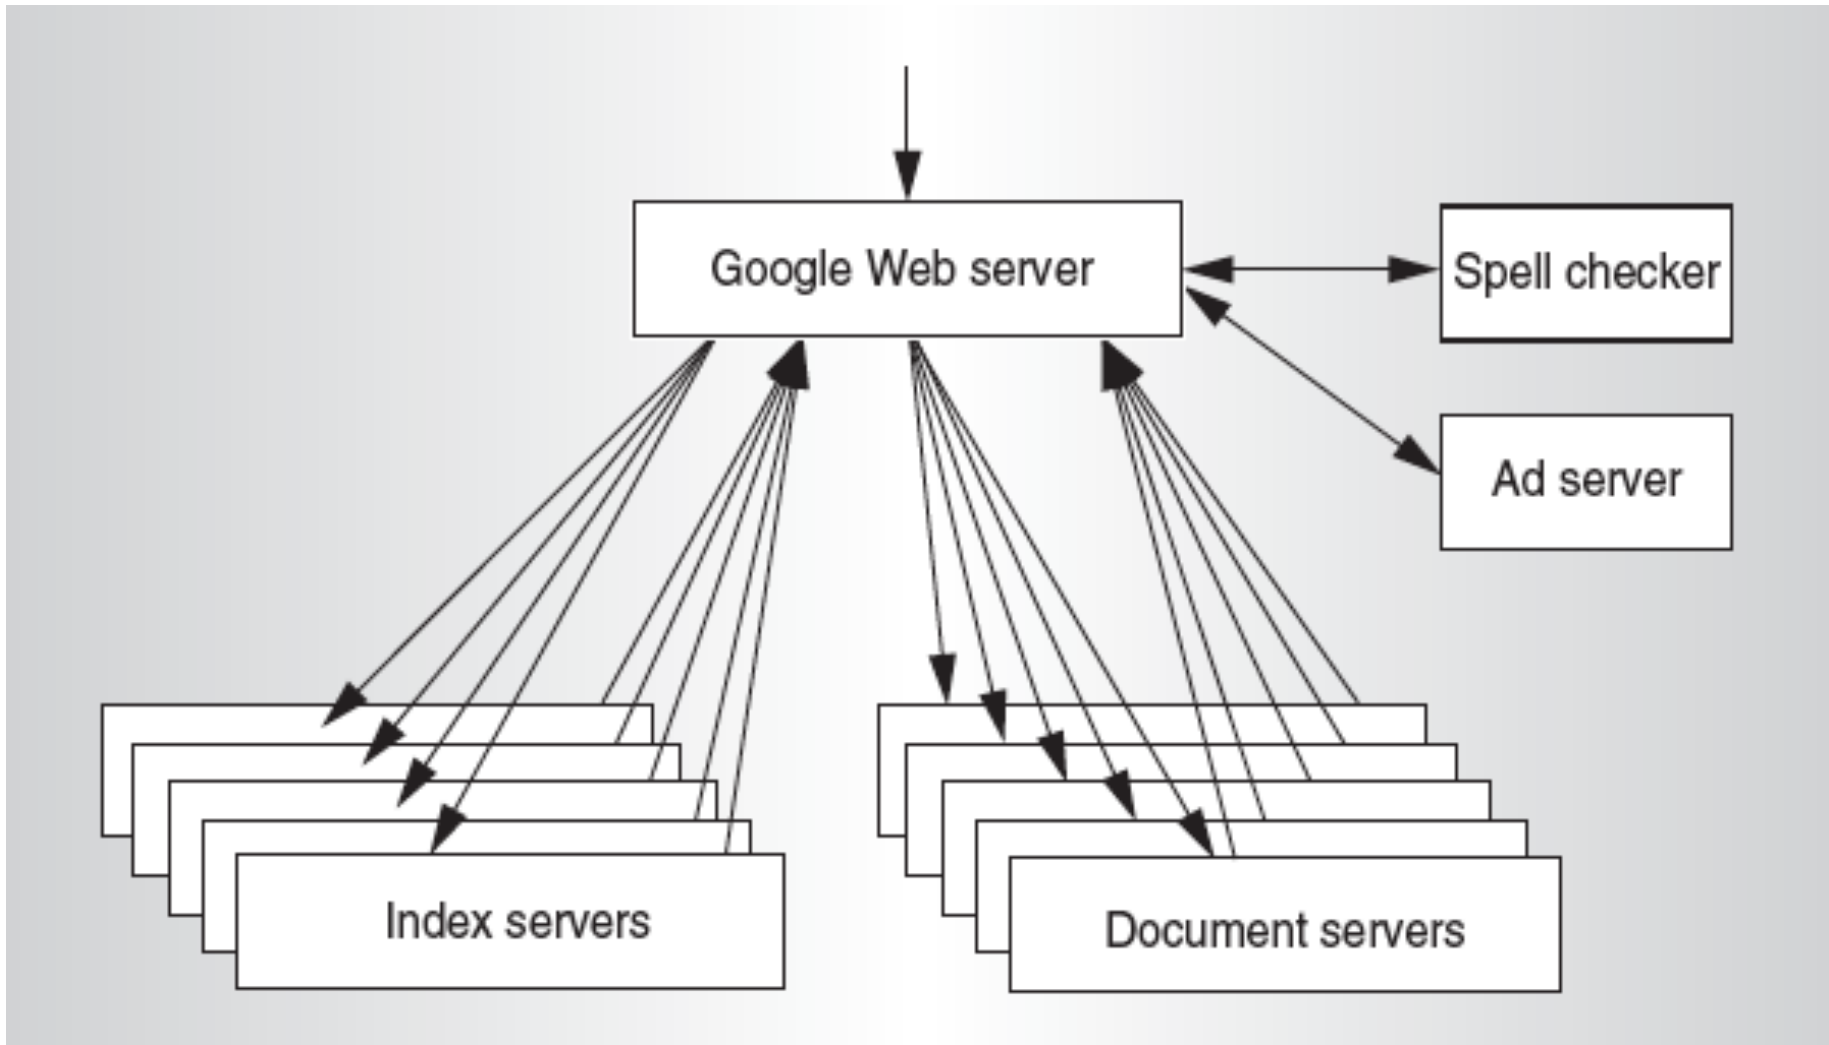 Google Web server
Spell checker
Ad server
Index servers
Document servers